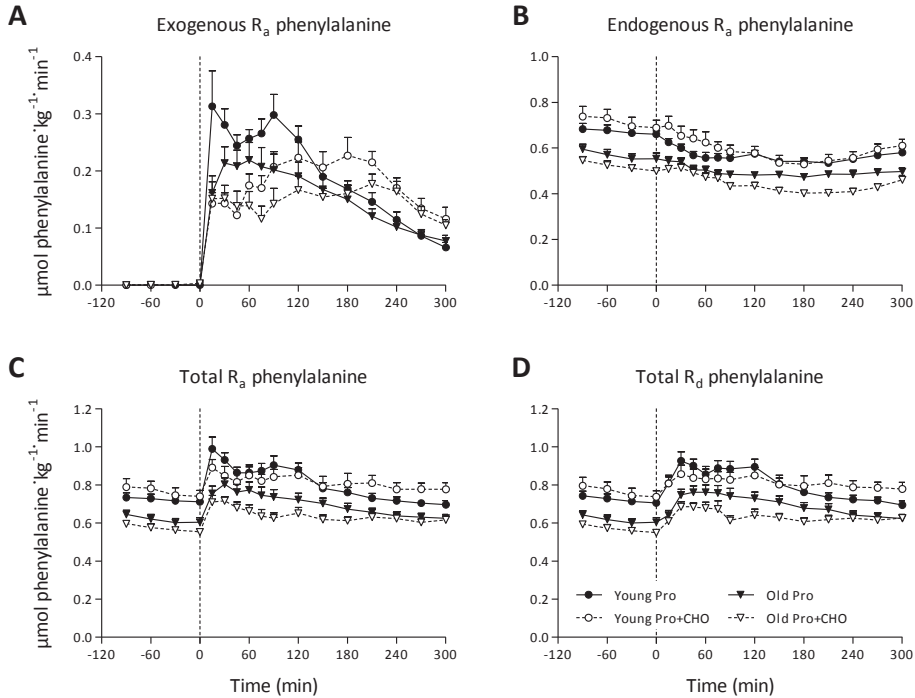 A
Exogenous Ra phenylalanine
µmol phenylalanine·kg⁻¹·min⁻¹
0.4
0.3
0.2
0.1
0.0
-120 -60 0 60 120 180 240 300
B
Endogenous Ra phenylalanine
1.0
0.8
0.6
0.4
0.2
0.0
-120 -60 0 60 120 180 240 300
C
Total Ra phenylalanine
µmol phenylalanine·kg⁻¹·min⁻¹
1.2
1.0
0.8
0.6
0.4
0.2
0.0
-120 -60 0 60 120 180 240 300
Time (min)
D
Total Rd phenylalanine
1.2
1.0
0.8
0.6
0.4
0.2
0.0
Young Pro Old Pro
Young Pro+CHO Old Pro+CHO
-120 -60 0 60 120 180 240 300
Time (min)